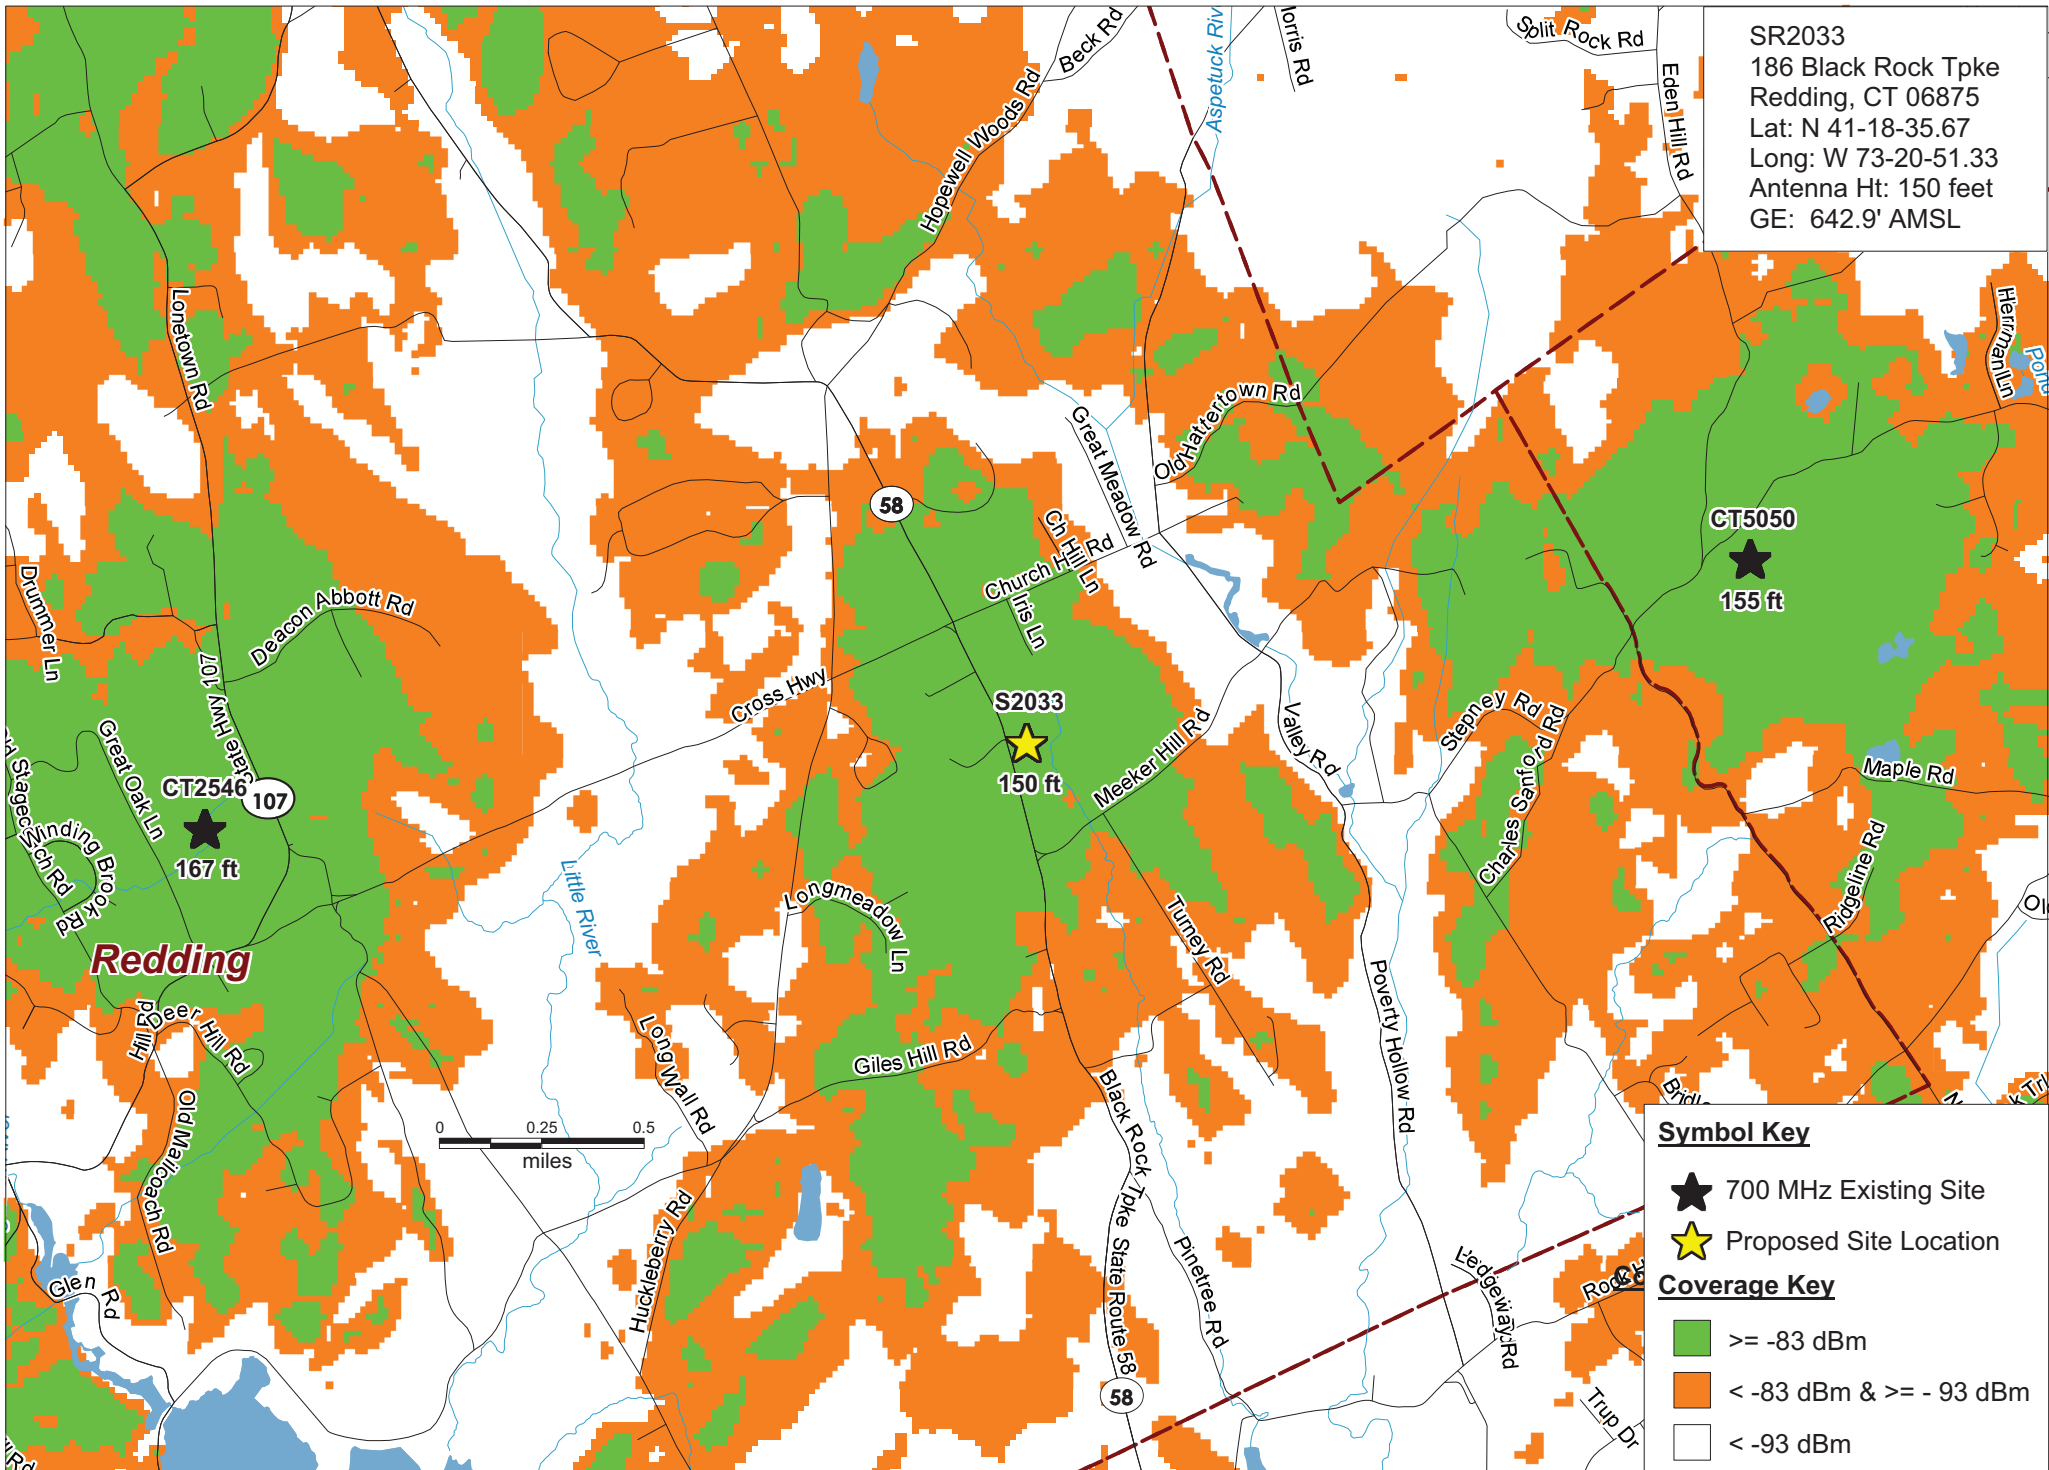 SR2033
186 Black Rock Tpke
Redding, CT 06875
Lat: N 41-18-35.67
Long: W 73-20-51.33
Antenna Ht: 150 feet
GE: 642.9' AMSL
Beck Rd
Aspetuck Riv
Split Rock Rd
Eden Hill Rd
Hopewell Woods Rd
Lonetown Rd
Herrmann Ln
Pond
Old Hattertown Rd
Great Meadow Rd
58
Ch Hill Ln
Church Hill Rd
Iris Ln
CT5050
155 ft
Drummer Ln
Deacon Abbott Rd
State Hwy 107
Cross Hwy
S2033
150 ft
Meeker Hill Rd
Valley Rd
Stepney Rd
Charles Sanford Rd
Maple Rd
Great Oak Ln
CT2546
107
167 ft
Winding Brook Rd
Little River
Longmeadow Ln
Turney Rd
Ridgeline Rd
Redding
Deer Hill Rd
Hill Rd
Long Wall Rd
Giles Hill Rd
Poverty Hollow Rd
Old Mailcoach Rd
0 0.25 0.5
miles
Black Rock Tpke State Route 58
Pinetree Rd
Huckleberry Rd
Glen Rd
Ledgeway Rd
Trup Dr
58
Symbol Key
700 MHz Existing Site
Proposed Site Location
Coverage Key
>= -83 dBm
< -83 dBm & >= - 93 dBm
< -93 dBm